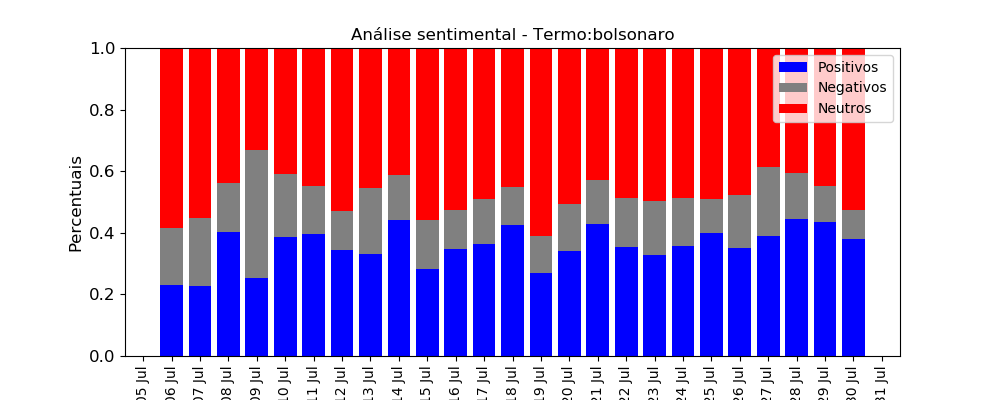 Análise sentimental - Termo:bolsonaro
Positivos
Negativos
Neutros
Percentuais
1.0
0.8
0.6
0.4
0.2
0.0
05 Jul
06 Jul
07 Jul
08 Jul
09 Jul
10 Jul
11 Jul
12 Jul
13 Jul
14 Jul
15 Jul
16 Jul
17 Jul
18 Jul
19 Jul
20 Jul
21 Jul
22 Jul
23 Jul
24 Jul
25 Jul
26 Jul
27 Jul
28 Jul
29 Jul
30 Jul
31 Jul